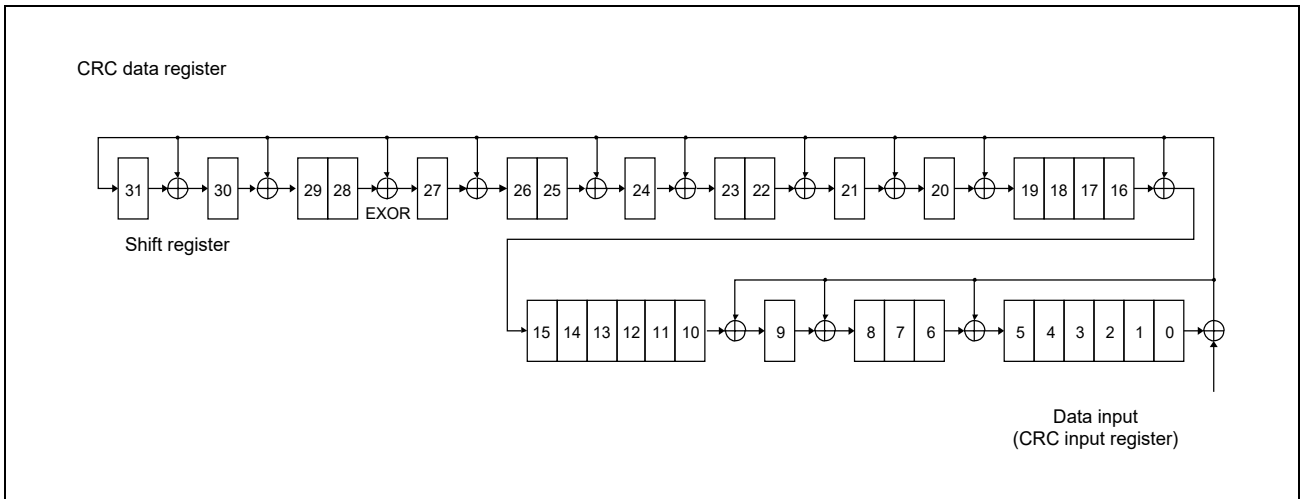 CRC data register
31 30 29 28 27 26 25 24 23 22 21 20 19 18 17 16
EXOR
Shift register
15 14 13 12 11 10 9 8 7 6 5 4 3 2 1 0
Data input
(CRC input register)